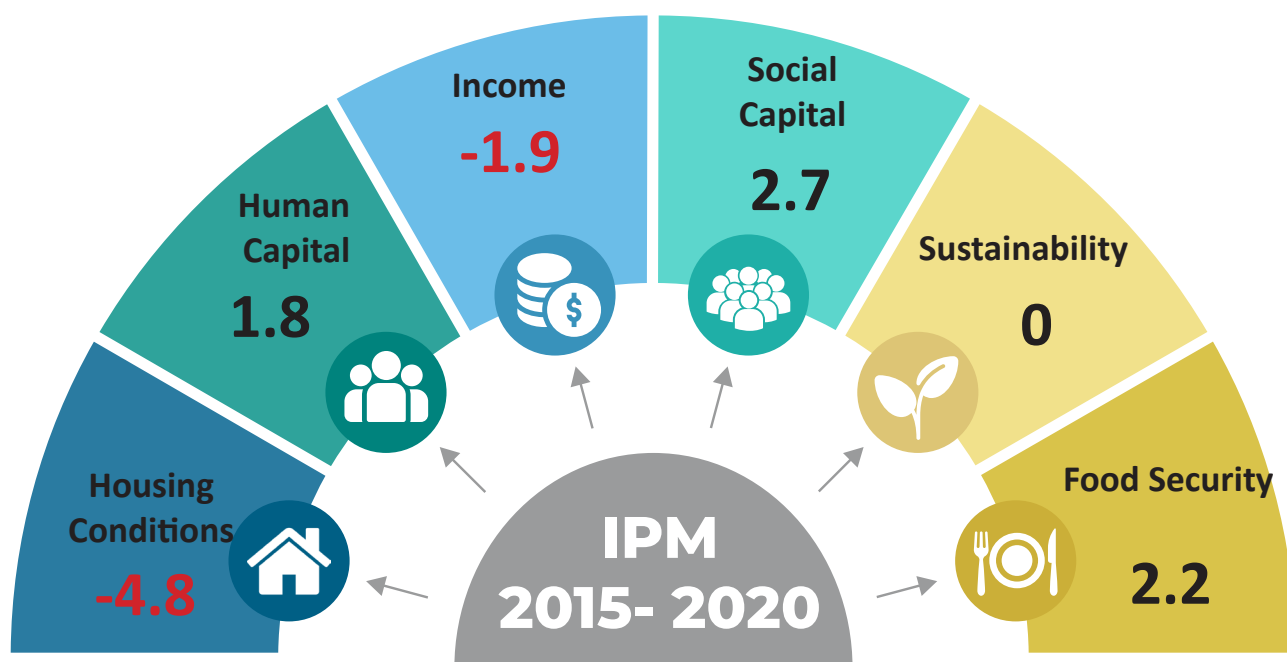 Housing
Conditions
-4.8
Human
Capital
1.8
Income
-1.9
$
Social
Capital
2.7
Sustainability
0
Food Security
2.2
IPM
2015- 2020